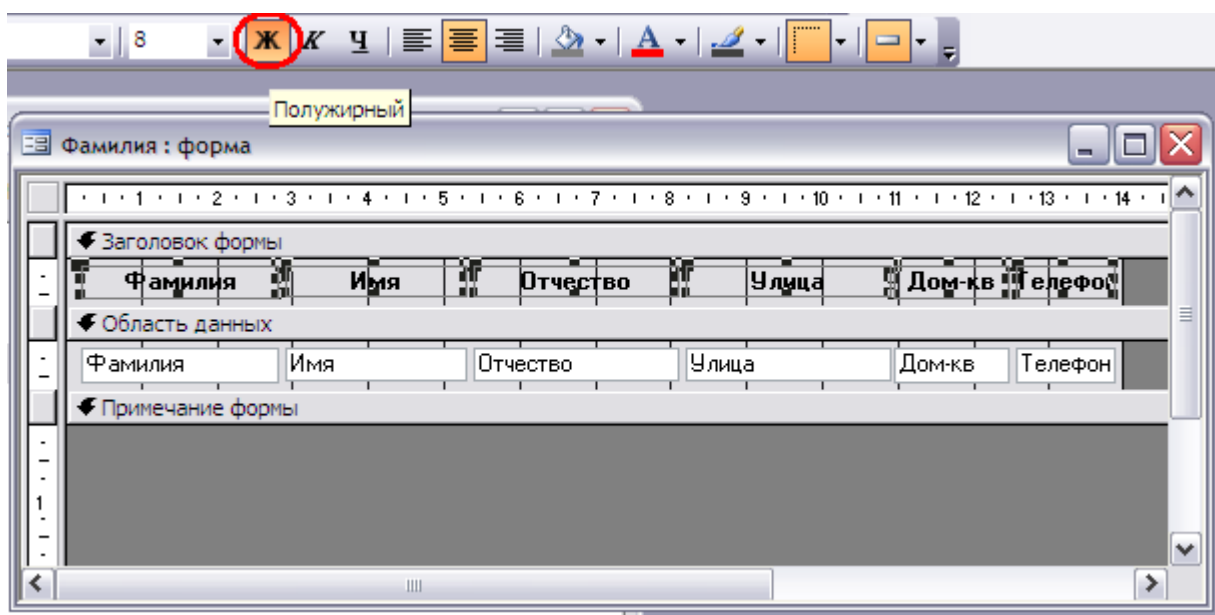 8 Ж К Ч А
Полужирный
Фамилия : форма
1 2 3 4 5 6 7 8 9 10 11 12 13 14
Заголовок формы
Фамилия Имя Отчество Улица Дом-кв Телефон
Область данных
Фамилия Имя Отчество Улица Дом-кв Телефон
Примечание формы
1